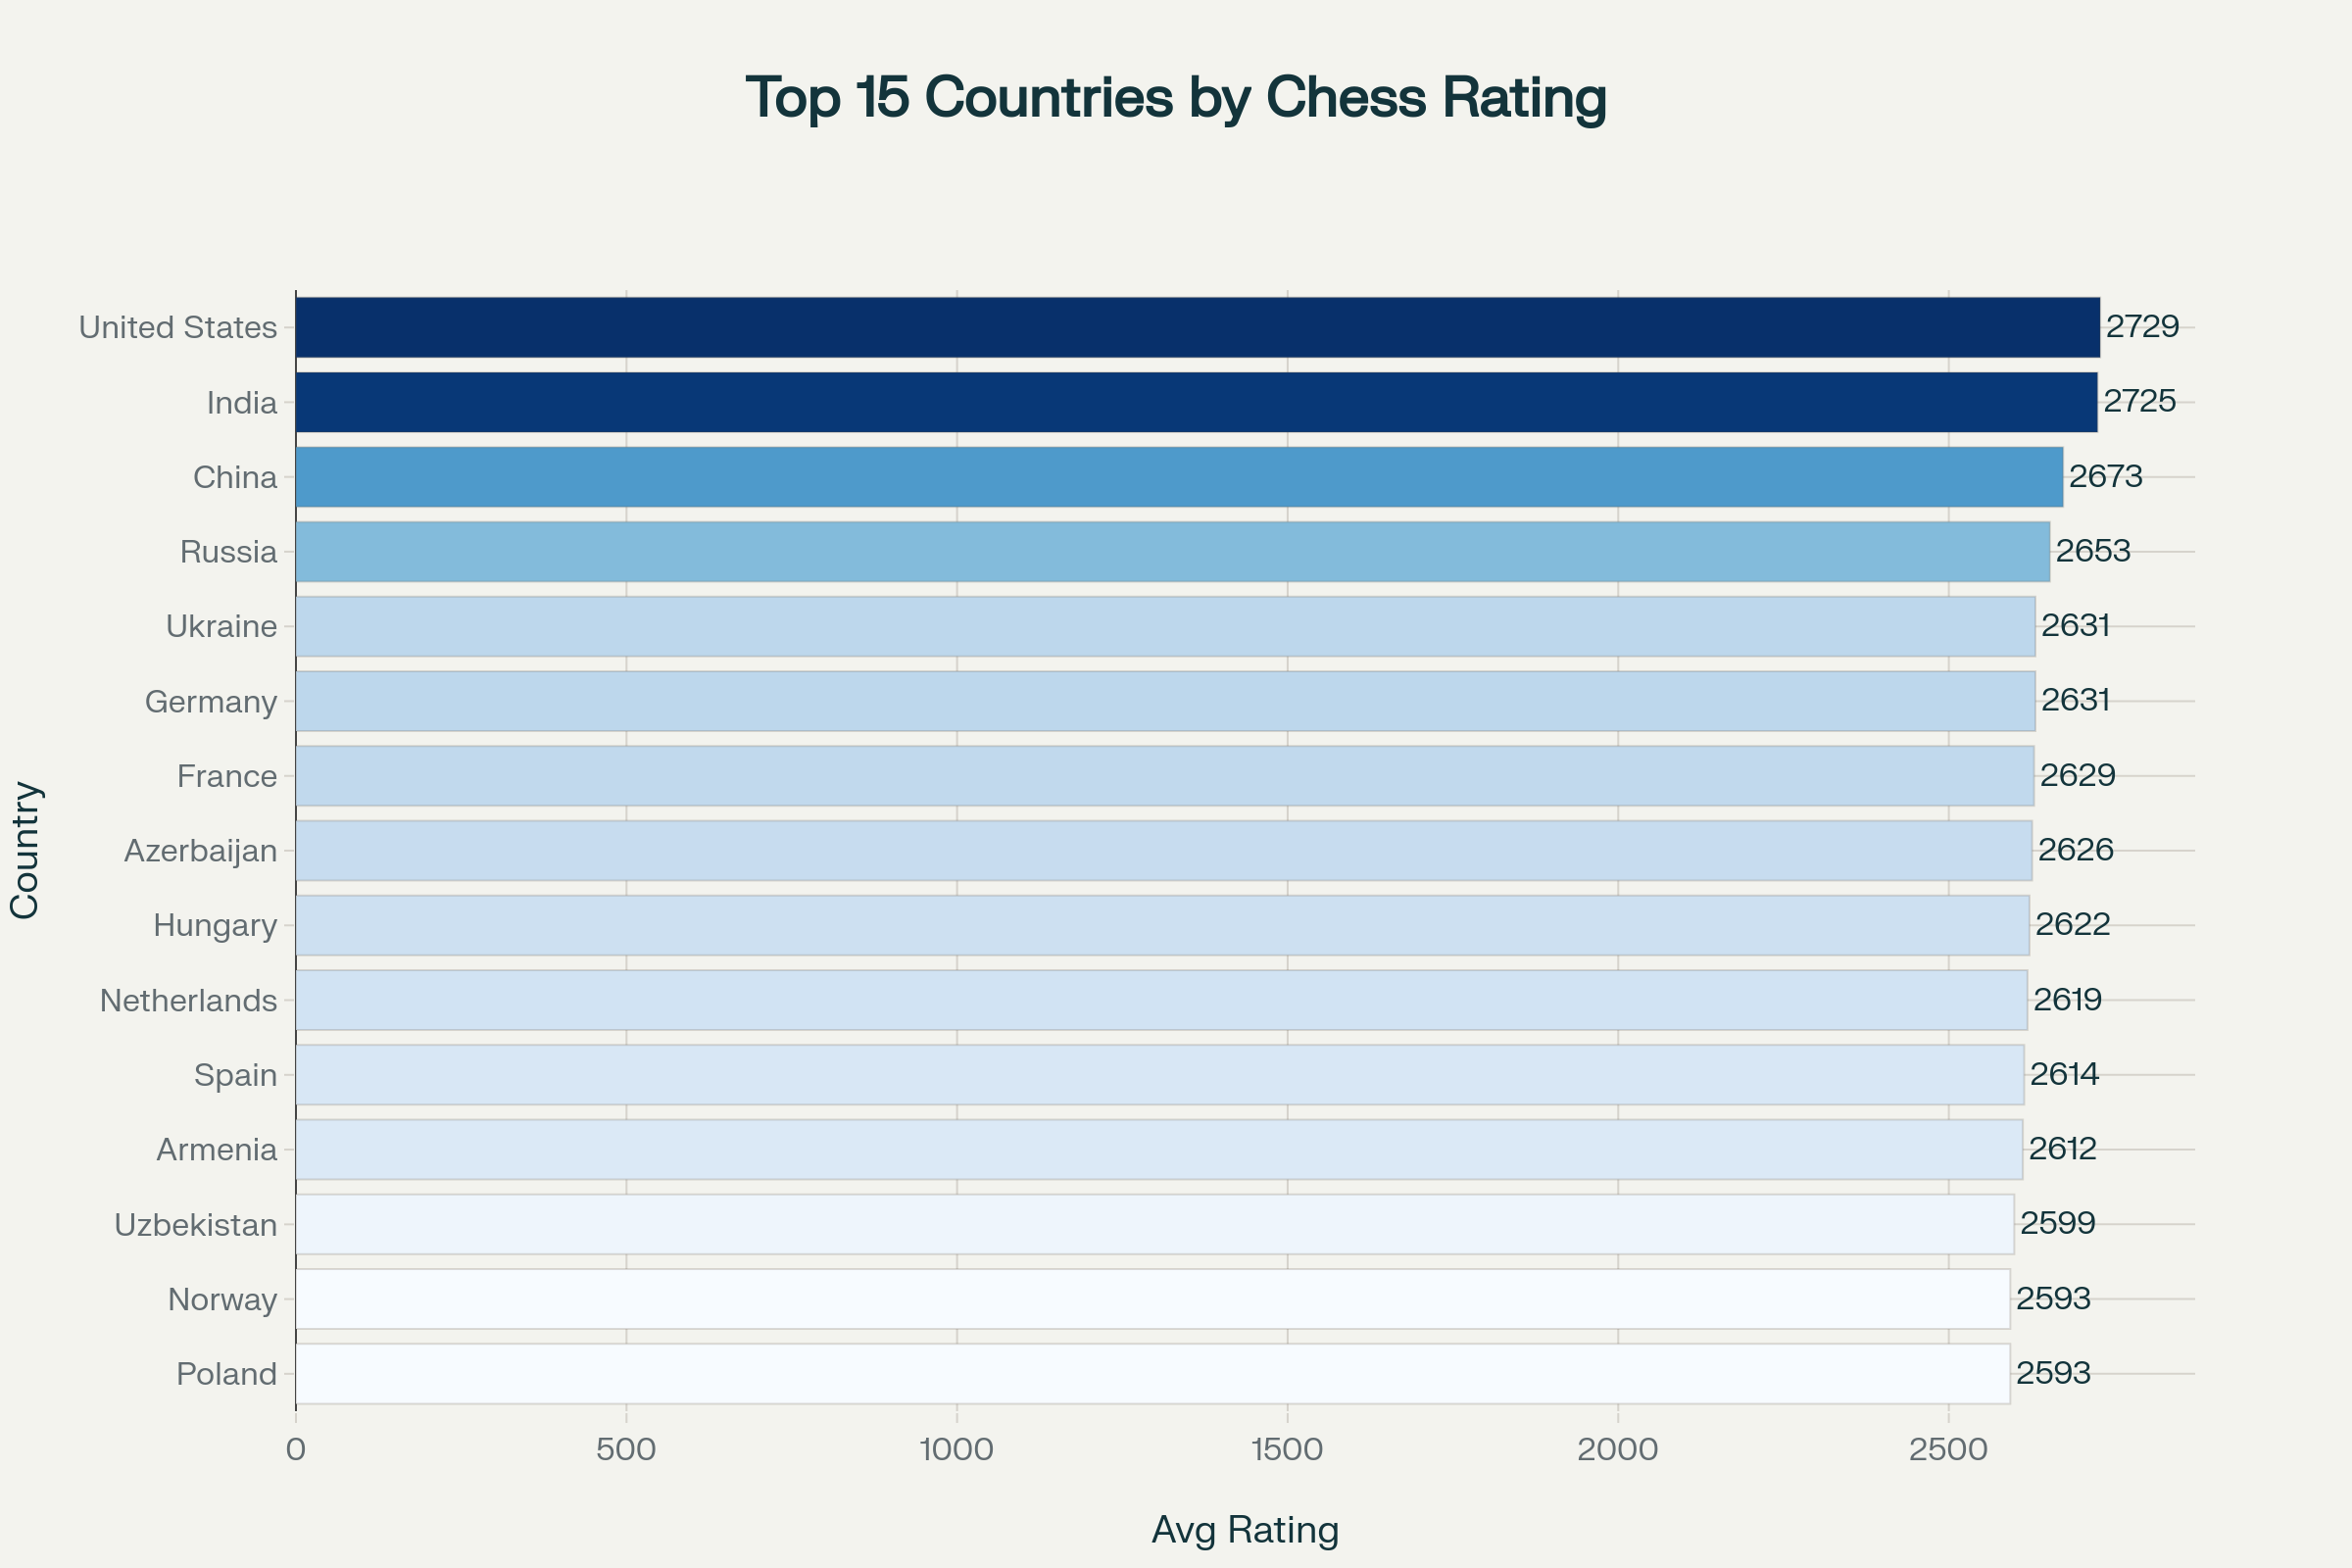 Top 15 Countries by Chess Rating
United States 2729
India 2725
China 2673
Russia 2653
Ukraine 2631
Germany 2631
France 2629
Azerbaijan 2626
Hungary 2622
Netherlands 2619
Spain 2614
Armenia 2612
Uzbekistan 2599
Norway 2593
Poland 2593
Country
0 500 1000 1500 2000 2500
Avg Rating